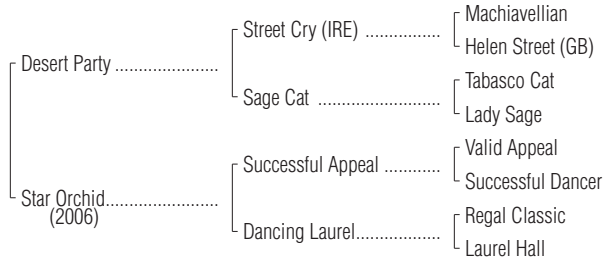 Machiavellian
Street Cry (IRE) ..................
Helen Street (GB)
Desert Party ........................
Tabasco Cat
Sage Cat ............................
Lady Sage
Valid Appeal
Successful Appeal .............
Successful Dancer
Star Orchid..........................
(2006)
Regal Classic
Dancing Laurel...................
Laurel Hall